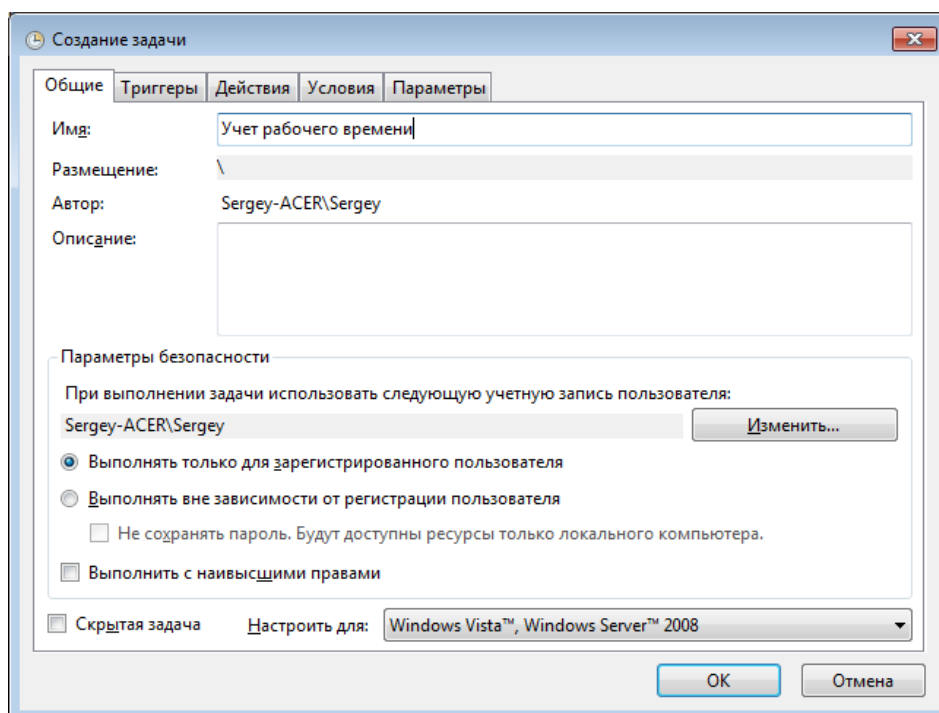 Создание задачи
Общие Триггеры Действия Условия Параметры
Имя: Учет рабочего времени
Размещение: \
Автор: Sergey-ACER\Sergey
Описание:
Параметры безопасности
При выполнении задачи использовать следующую учетную запись пользователя:
Sergey-ACER\Sergey Изменить...
Выполнять только для зарегистрированного пользователя
Выполнять вне зависимости от регистрации пользователя
Не сохранять пароль. Будут доступны ресурсы только локального компьютера.
Выполнить с наивысшими правами
Скрытая задача Настроить для: Windows Vista™, Windows Server™ 2008
OK Отмена